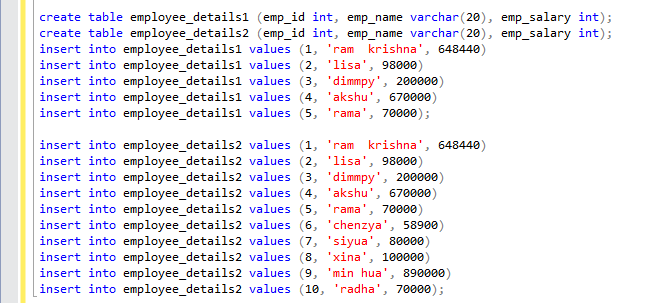 create table employee_details1 (emp_id int, emp_name varchar(20), emp_salary int);
create table employee_details2 (emp_id int, emp_name varchar(20), emp_salary int);
insert into employee_details1 values (1, 'ram  krishna', 648440)
insert into employee_details1 values (2, 'lisa', 98000)
insert into employee_details1 values (3, 'dimmpy', 200000)
insert into employee_details1 values (4, 'akshu', 670000)
insert into employee_details1 values (5, 'rama', 70000);

insert into employee_details2 values (1, 'ram  krishna', 648440)
insert into employee_details2 values (2, 'lisa', 98000)
insert into employee_details2 values (3, 'dimmpy', 200000)
insert into employee_details2 values (4, 'akshu', 670000)
insert into employee_details2 values (5, 'rama', 70000)
insert into employee_details2 values (6, 'chenzya', 58900)
insert into employee_details2 values (7, 'siyua', 80000)
insert into employee_details2 values (8, 'xina', 100000)
insert into employee_details2 values (9, 'min hua', 890000)
insert into employee_details2 values (10, 'radha', 70000);